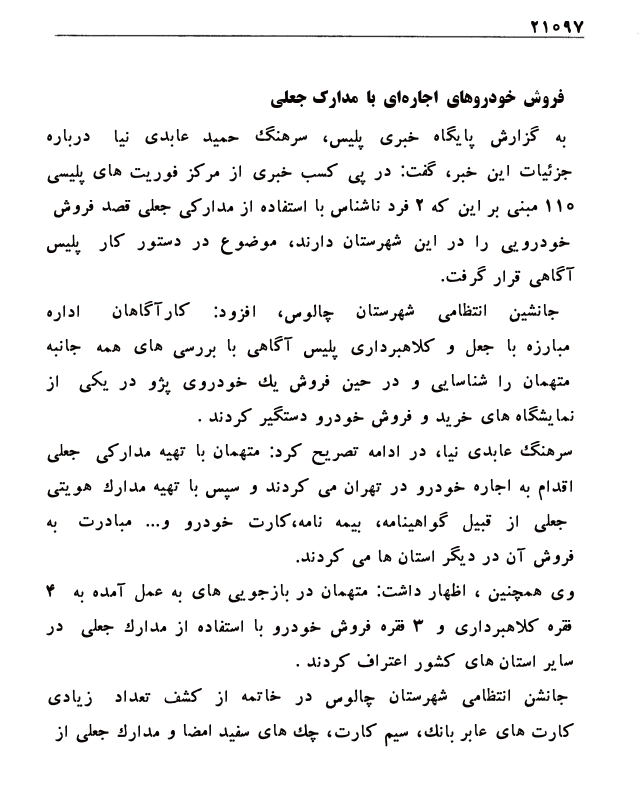 ۲۱۰۹۷
فروش خودروهای اجاره‌ای با مدارک جعلی
به گزارش پایگاه خبری پلیس، سرهنگ حمید عابدی نیا درباره
جزئیات این خبر، گفت: در پی کسب خبری از مرکز فوریت های پلیسی
۱۱۰ مبنی بر این که ۲ فرد ناشناس با استفاده از مدارکی جعلی قصد فروش
خودرویی را در این شهرستان دارند، موضوع در دستور کار پلیس
آگاهی قرار گرفت.
جانشین انتظامی شهرستان چالوس، افزود: کارآگاهان اداره
مبارزه با جعل و کلاهبرداری پلیس آگاهی با بررسی های همه جانبه
متهمان را شناسایی و در حین فروش یك خودروی پژو در یکی از
نمایشگاه های خرید و فروش خودرو دستگیر کردند .
سرهنگ عابدی نیا، در ادامه تصریح کرد: متهمان با تهیه مدارکی جعلی
اقدام به اجاره خودرو در تهران می کردند و سپس با تهیه مدارك هویتی
جعلی از قبیل گواهینامه، بیمه نامه،کارت خودرو و... مبادرت به
فروش آن در دیگر استان ها می کردند.
وی همچنین ، اظهار داشت: متهمان در بازجویی های به عمل آمده به ۴
فقره کلاهبرداری و ۳ فقره فروش خودرو با استفاده از مدارك جعلی در
سایر استان های کشور اعتراف کردند .
جانشن انتظامی شهرستان چالوس در خاتمه از کشف تعداد زیادی
کارت های عابر بانك، سیم کارت، چك های سفید امضا و مدارك جعلی از